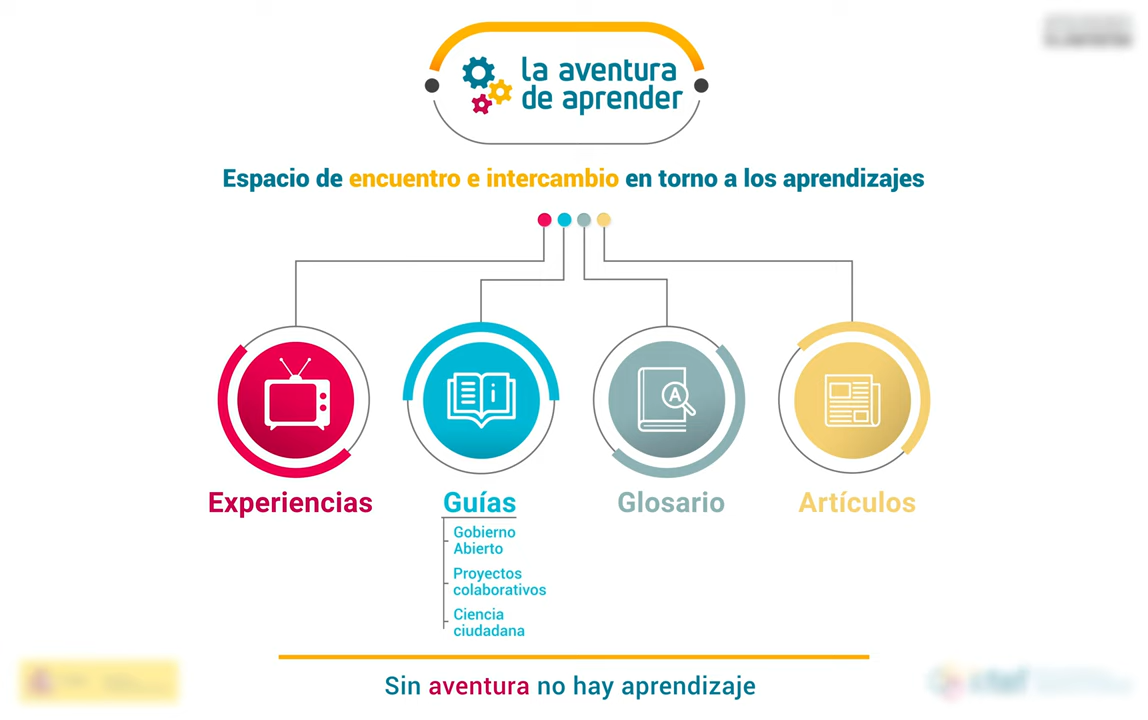 la aventura
de aprender
Espacio de encuentro e intercambio en torno a los aprendizajes
Experiencias
Guías
Glosario
Artículos
Gobierno
Abierto
Proyectos
colaborativos
Ciencia
ciudadana
Sin aventura no hay aprendizaje